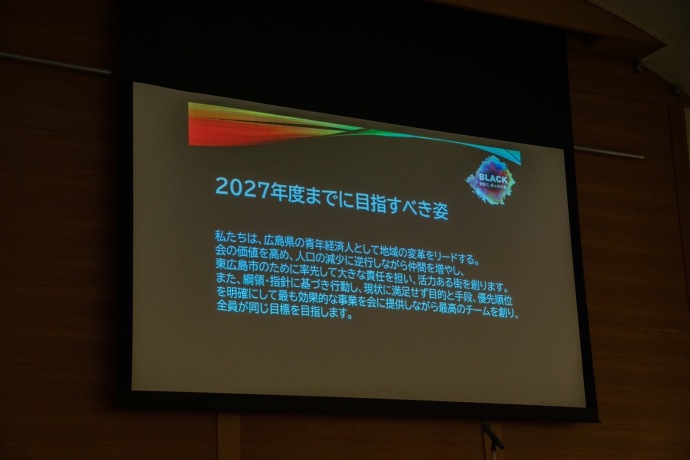 BLACK
2027年度までに目指すべき姿
私たちは、広島県の青年経済人として地域の変革をリードする。
会の価値を高め、人口の減少に逆行しながら仲間を増やし、
東広島市のために率先して大きな責任を担い、活力ある街を創ります。
また、綱領・指針に基づき行動し、現状に満足せず目的と手段、優先順位
を明確にして最も効果的な事業を会に提供しながら最高のチームを創り、
全員が同じ目標を目指します。